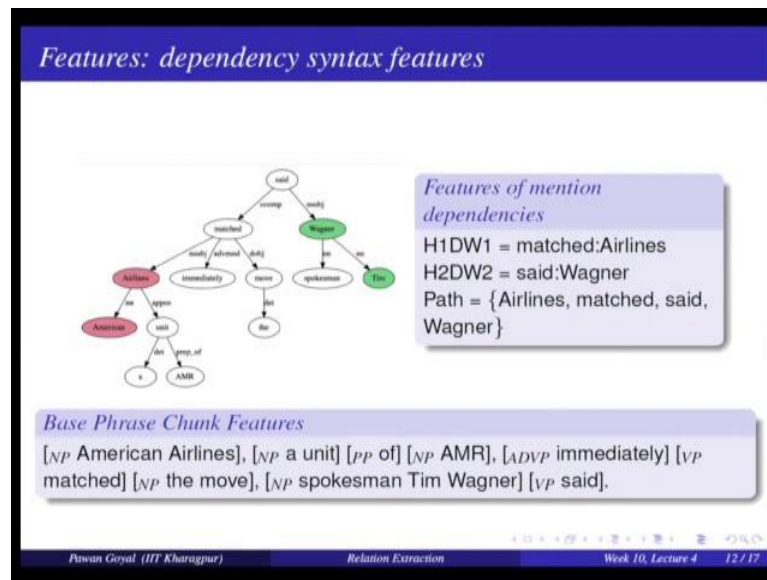 Features: dependency syntax features
said
ccomp nsubj
matched Wagner
nsubj advmod dobj nn nn
Airlines immediately move spokesman Tim
nn appos det
American unit the
det prep_of
a AMR
Features of mention
dependencies
H1DW1 = matched:Airlines
H2DW2 = said:Wagner
Path = {Airlines, matched, said,
Wagner}
Base Phrase Chunk Features
[NP American Airlines], [NP a unit] [PP of] [NP AMR], [ADVP immediately] [VP
matched] [NP the move], [NP spokesman Tim Wagner] [VP said].
Pawan Goyal (IIT Kharagpur) Relation Extraction Week 10, Lecture 4 12 / 17